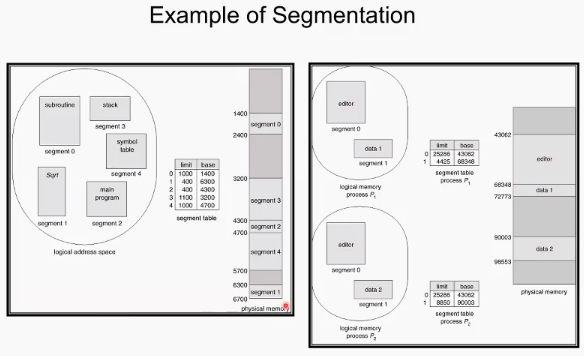 Example of Segmentation
subroutine
segment 0
stack
segment 3
symbol
table
segment 4
Sqrt
segment 1
main
program
segment 2
logical address space
limit base
0 1000 1400
1 400 6300
2 400 4300
3 1100 3200
4 1000 4700
segment table
1400
segment 0
2400
3200
segment 3
4300
segment 2
4700
segment 4
5700
6300
segment 1
6700
physical memory
editor
segment 0
data 1
segment 1
logical
memory
process P1
limit base
0 25286 43062
1 4425 68348
segment table
process P1
editor
segment 0
data 2
segment 1
logical
memory
process P2
limit base
0 25286 43062
1 8850 90003
segment table
process P2
43062
editor
68348
data 1
72773
90003
data 2
98553
physical memory